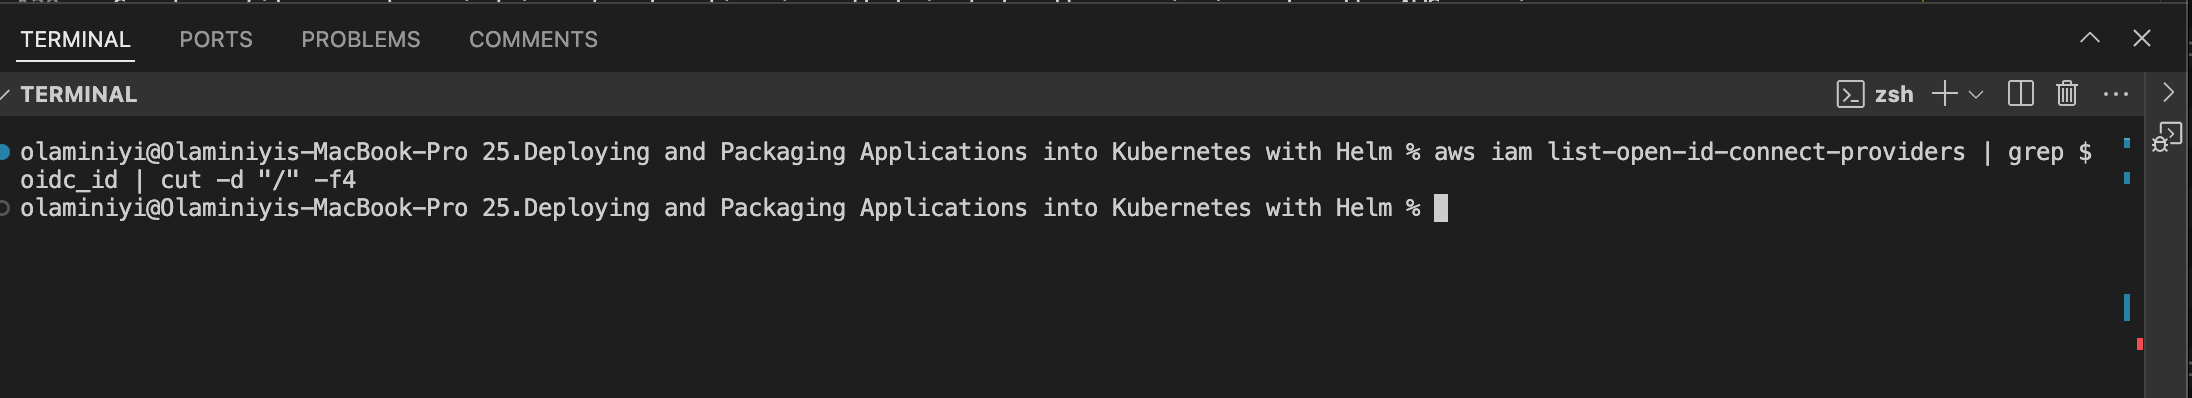 TERMINAL PORTS PROBLEMS COMMENTS
TERMINAL zsh
olaminiyi@Olaminiyis-MacBook-Pro 25.Deploying and Packaging Applications into Kubernetes with Helm % aws iam list-open-id-connect-providers | grep $
oidc_id | cut -d "/" -f4
olaminiyi@Olaminiyis-MacBook-Pro 25.Deploying and Packaging Applications into Kubernetes with Helm %